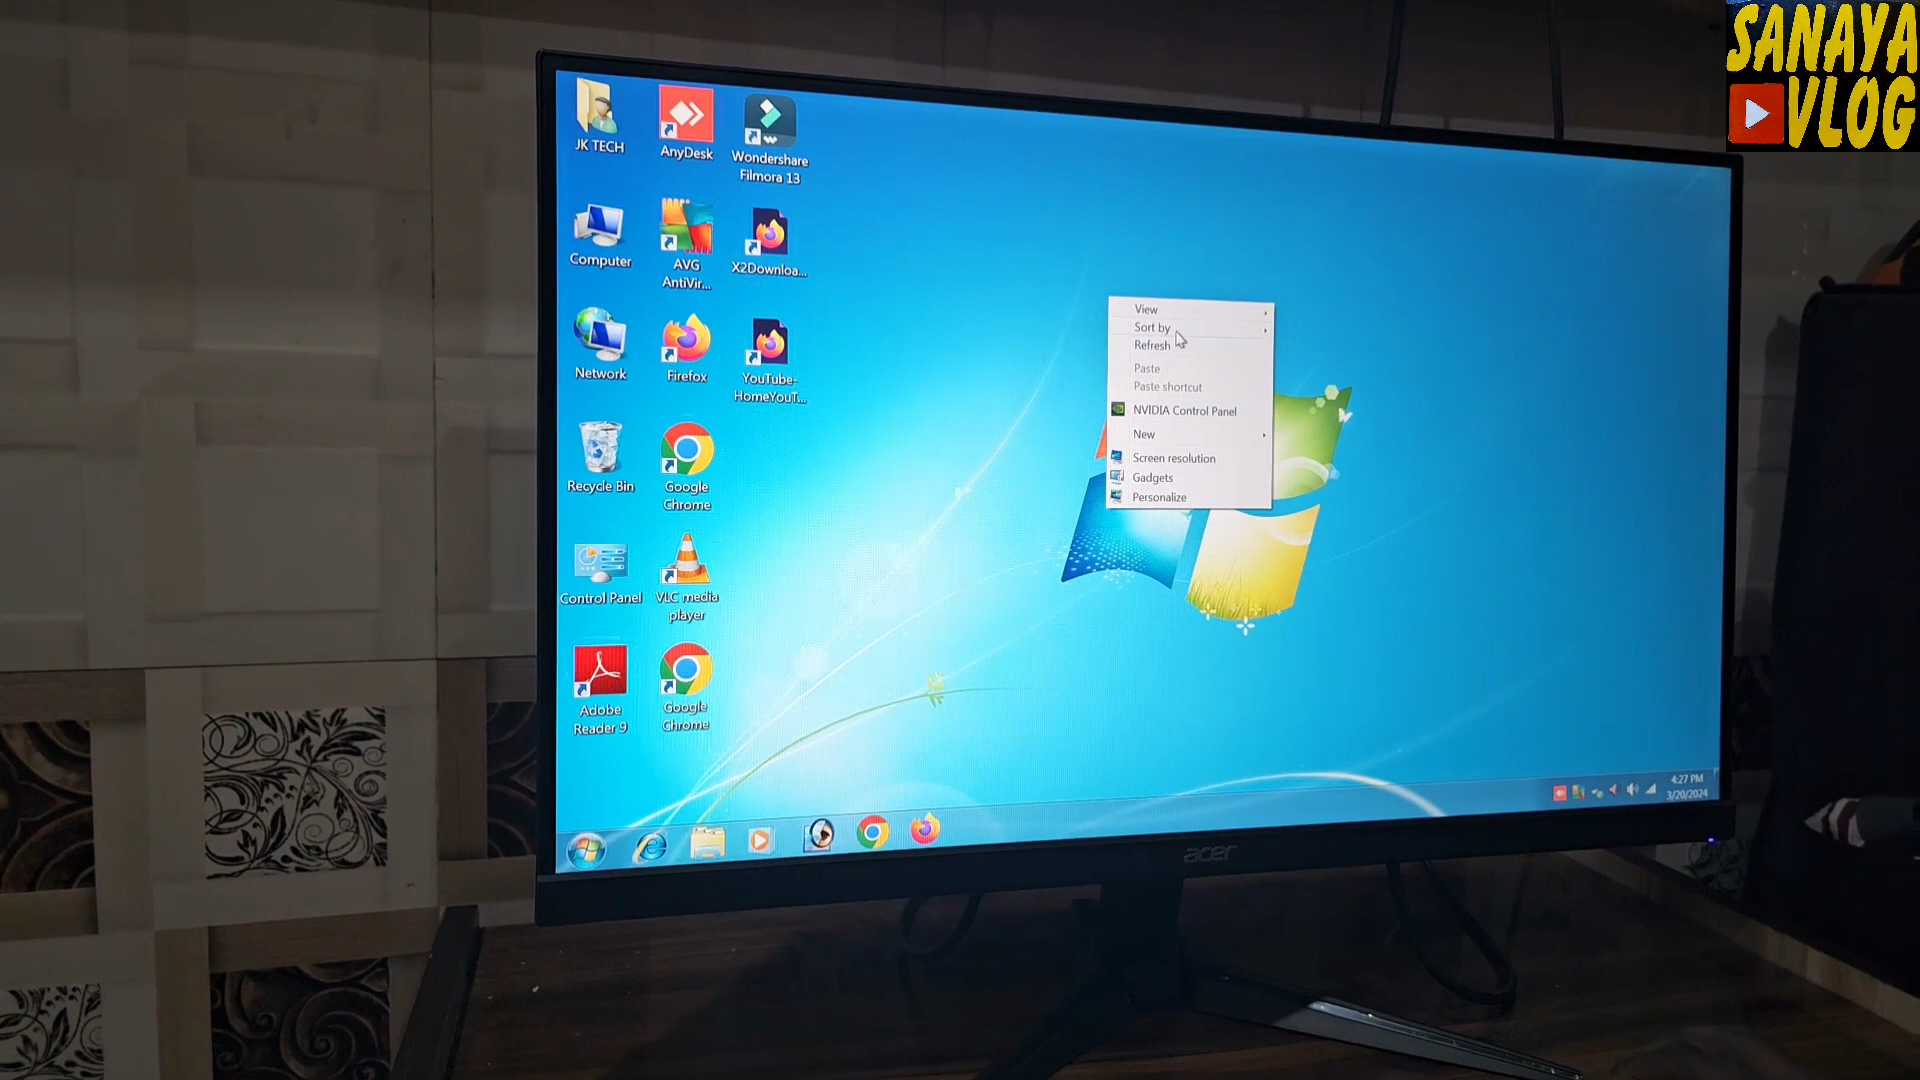 SANAYA
VLOG
JK TECH
AnyDesk
Wondershare
Filmora 13
Computer
AVG
AntiVir...
X2Downloa...
Network
Firefox
YouTube-
HomeYouT...
Recycle Bin
Google
Chrome
Control Panel
VLC media
player
Adobe
Reader 9
Google
Chrome
View
Sort by
Refresh
Paste
Paste shortcut
NVIDIA Control Panel
New
Screen resolution
Gadgets
Personalize
4:27 PM
3/20/2024
acer